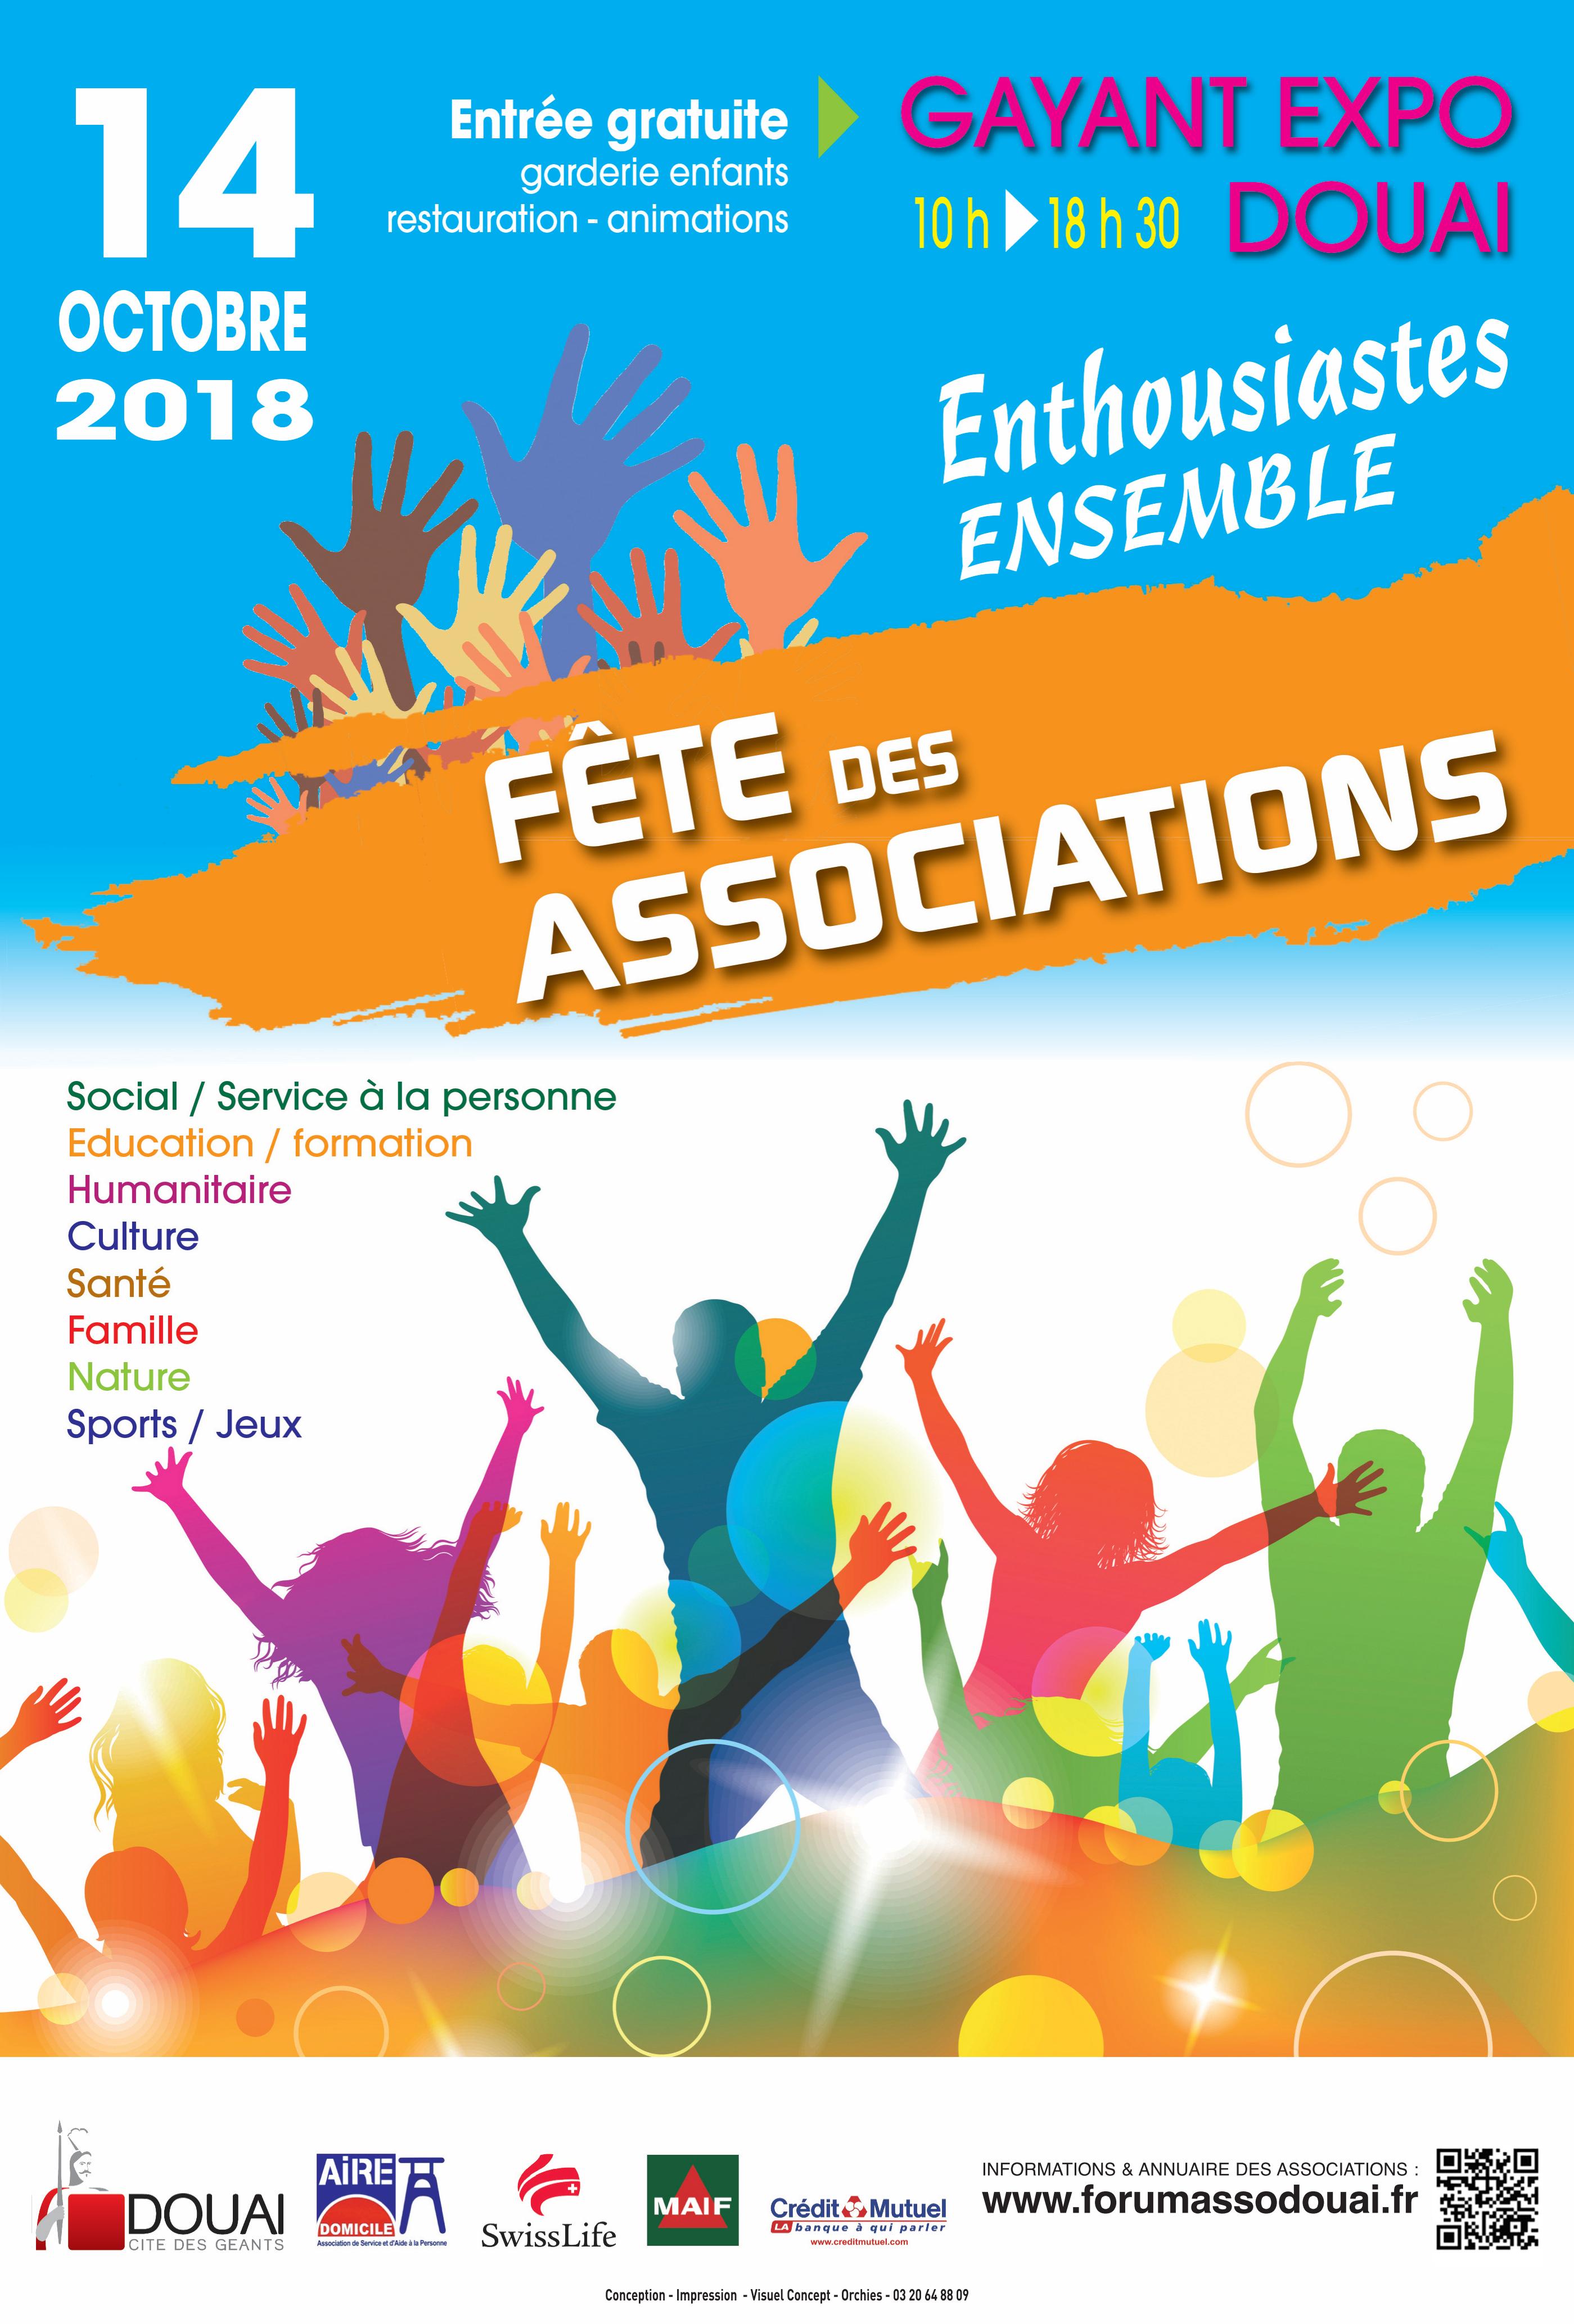 14
OCTOBRE
2018
Entrée gratuite
garderie enfants
restauration - animations
GAYANT EXPO
10 h 18 h 30 DOUAI
Enthousiastes
ENSEMBLE
FÊTE DES
ASSOCIATIONS
Social / Service à la personne
Education / formation
Humanitaire
Culture
Santé
Famille
Nature
Sports / Jeux
DOUAI
CITE DES GEANTS
AiRE
DOMICILE
Association de Service et d'Aide à la Personne
SwissLife
MAIF
Crédit Mutuel
LA banque à qui parler
www.creditmutuel.com
INFORMATIONS & ANNUAIRE DES ASSOCIATIONS :
www.forumassodouai.fr
Conception - Impression - Visuel Concept - Orchies - 03 20 64 88 09